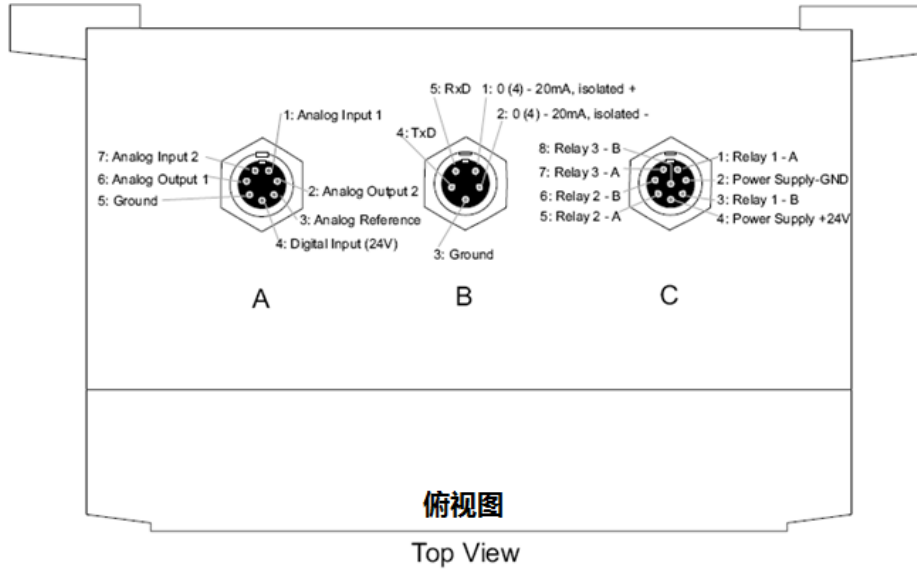 1: Analog Input 1
7: Analog Input 2
6: Analog Output 1
5: Ground
2: Analog Output 2
3: Analog Reference
4: Digital Input (24V)
A
5: RxD
1: 0 (4) - 20mA, isolated +
2: 0 (4) - 20mA, isolated -
4: TxD
3: Ground
B
8: Relay 3 - B
7: Relay 3 - A
6: Relay 2 - B
5: Relay 2 - A
1: Relay 1 - A
2: Power Supply-GND
3: Relay 1 - B
4: Power Supply +24V
C
俯视图
Top View